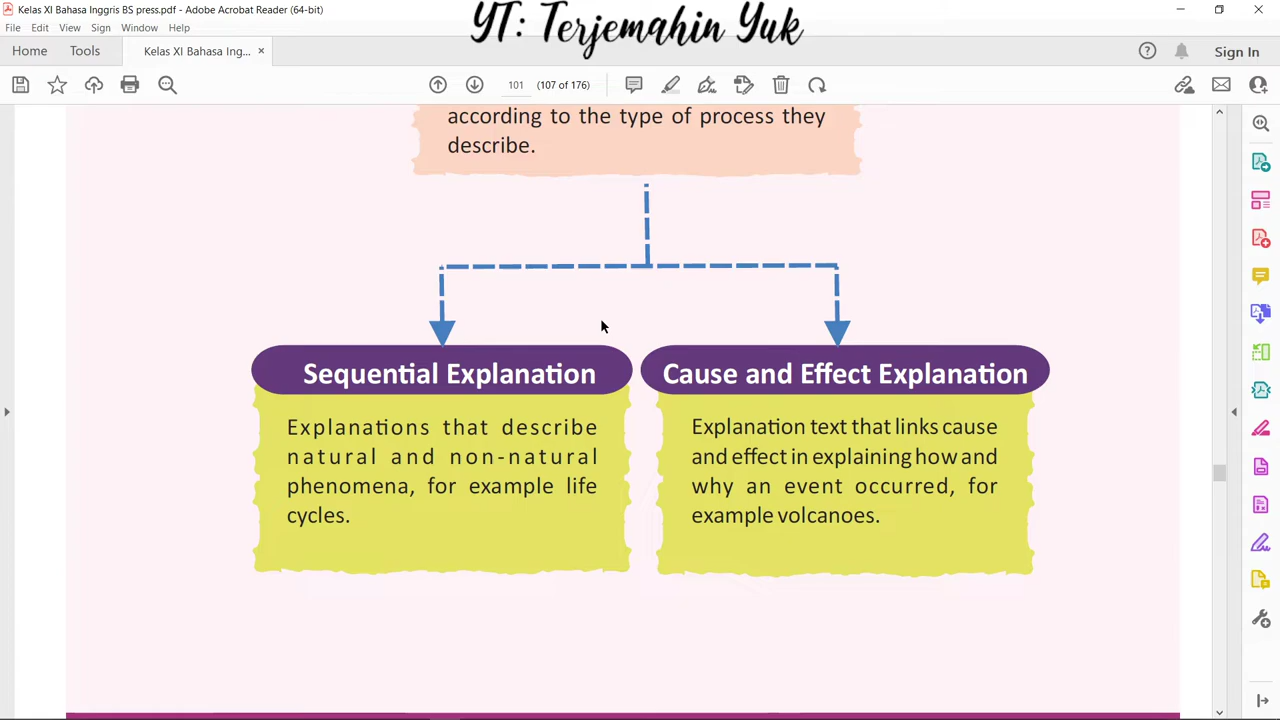 Kelas XI Bahasa Inggris BS press.pdf - Adobe Acrobat Reader (64-bit)
YT: Terjemahin Yuk
File Edit View Sign Window Help
Home Tools Kelas XI Bahasa Ing... × Sign In
101 (107 of 176)
according to the type of process they
describe.
Sequential Explanation
Explanations that describe
natural and non-natural
phenomena, for example life
cycles.
Cause and Effect Explanation
Explanation text that links cause
and effect in explaining how and
why an event occurred, for
example volcanoes.